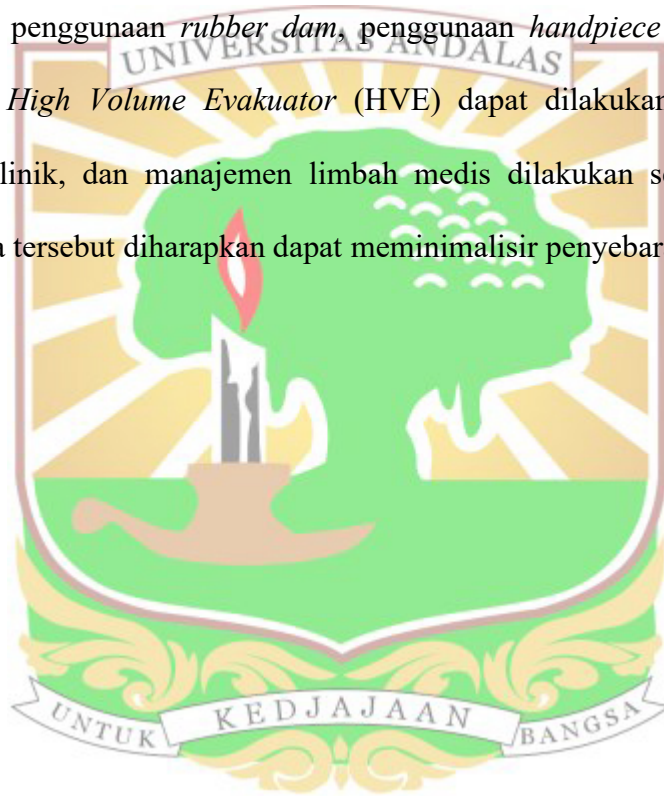 penggunaan rubber dam, penggunaan handpiece
UNIVERSITAS ANDALAS
High Volume Evakuator (HVE) dapat dilakukan
linik, dan manajemen limbah medis dilakukan
tersebut diharapkan dapat meminimalisir penyebar
UNTUK KEDJAJAAN BANGSA